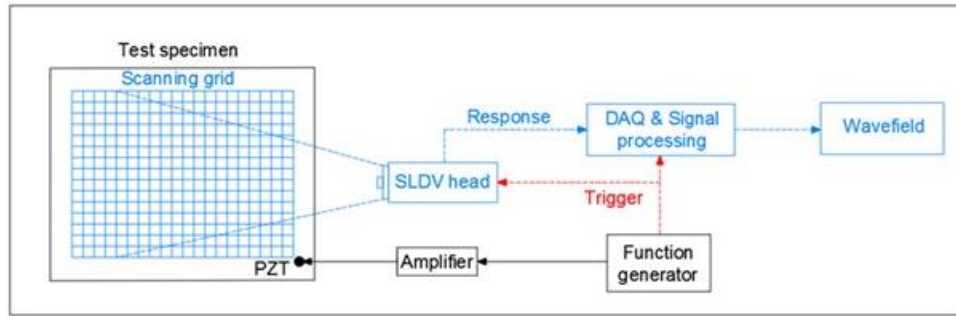 Test specimen
Scanning grid
Response
DAQ & Signal
processing
Wavefield
SLDV head
Trigger
PZT
Amplifier
Function
generator